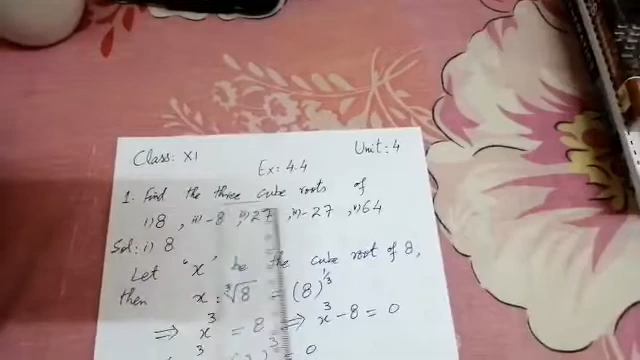 Class: XI
Unit: 4
Ex: 4.4
1. Find the three cube roots of
i) 8 , ii) -8 , iii) 27 , iv) -27 , v) 64
Sol: i) 8
Let "x" be the cube root of 8,
then x = ∛8 = (8)^1/3
⇒ x³ = 8 ⇒ x³ - 8 = 0